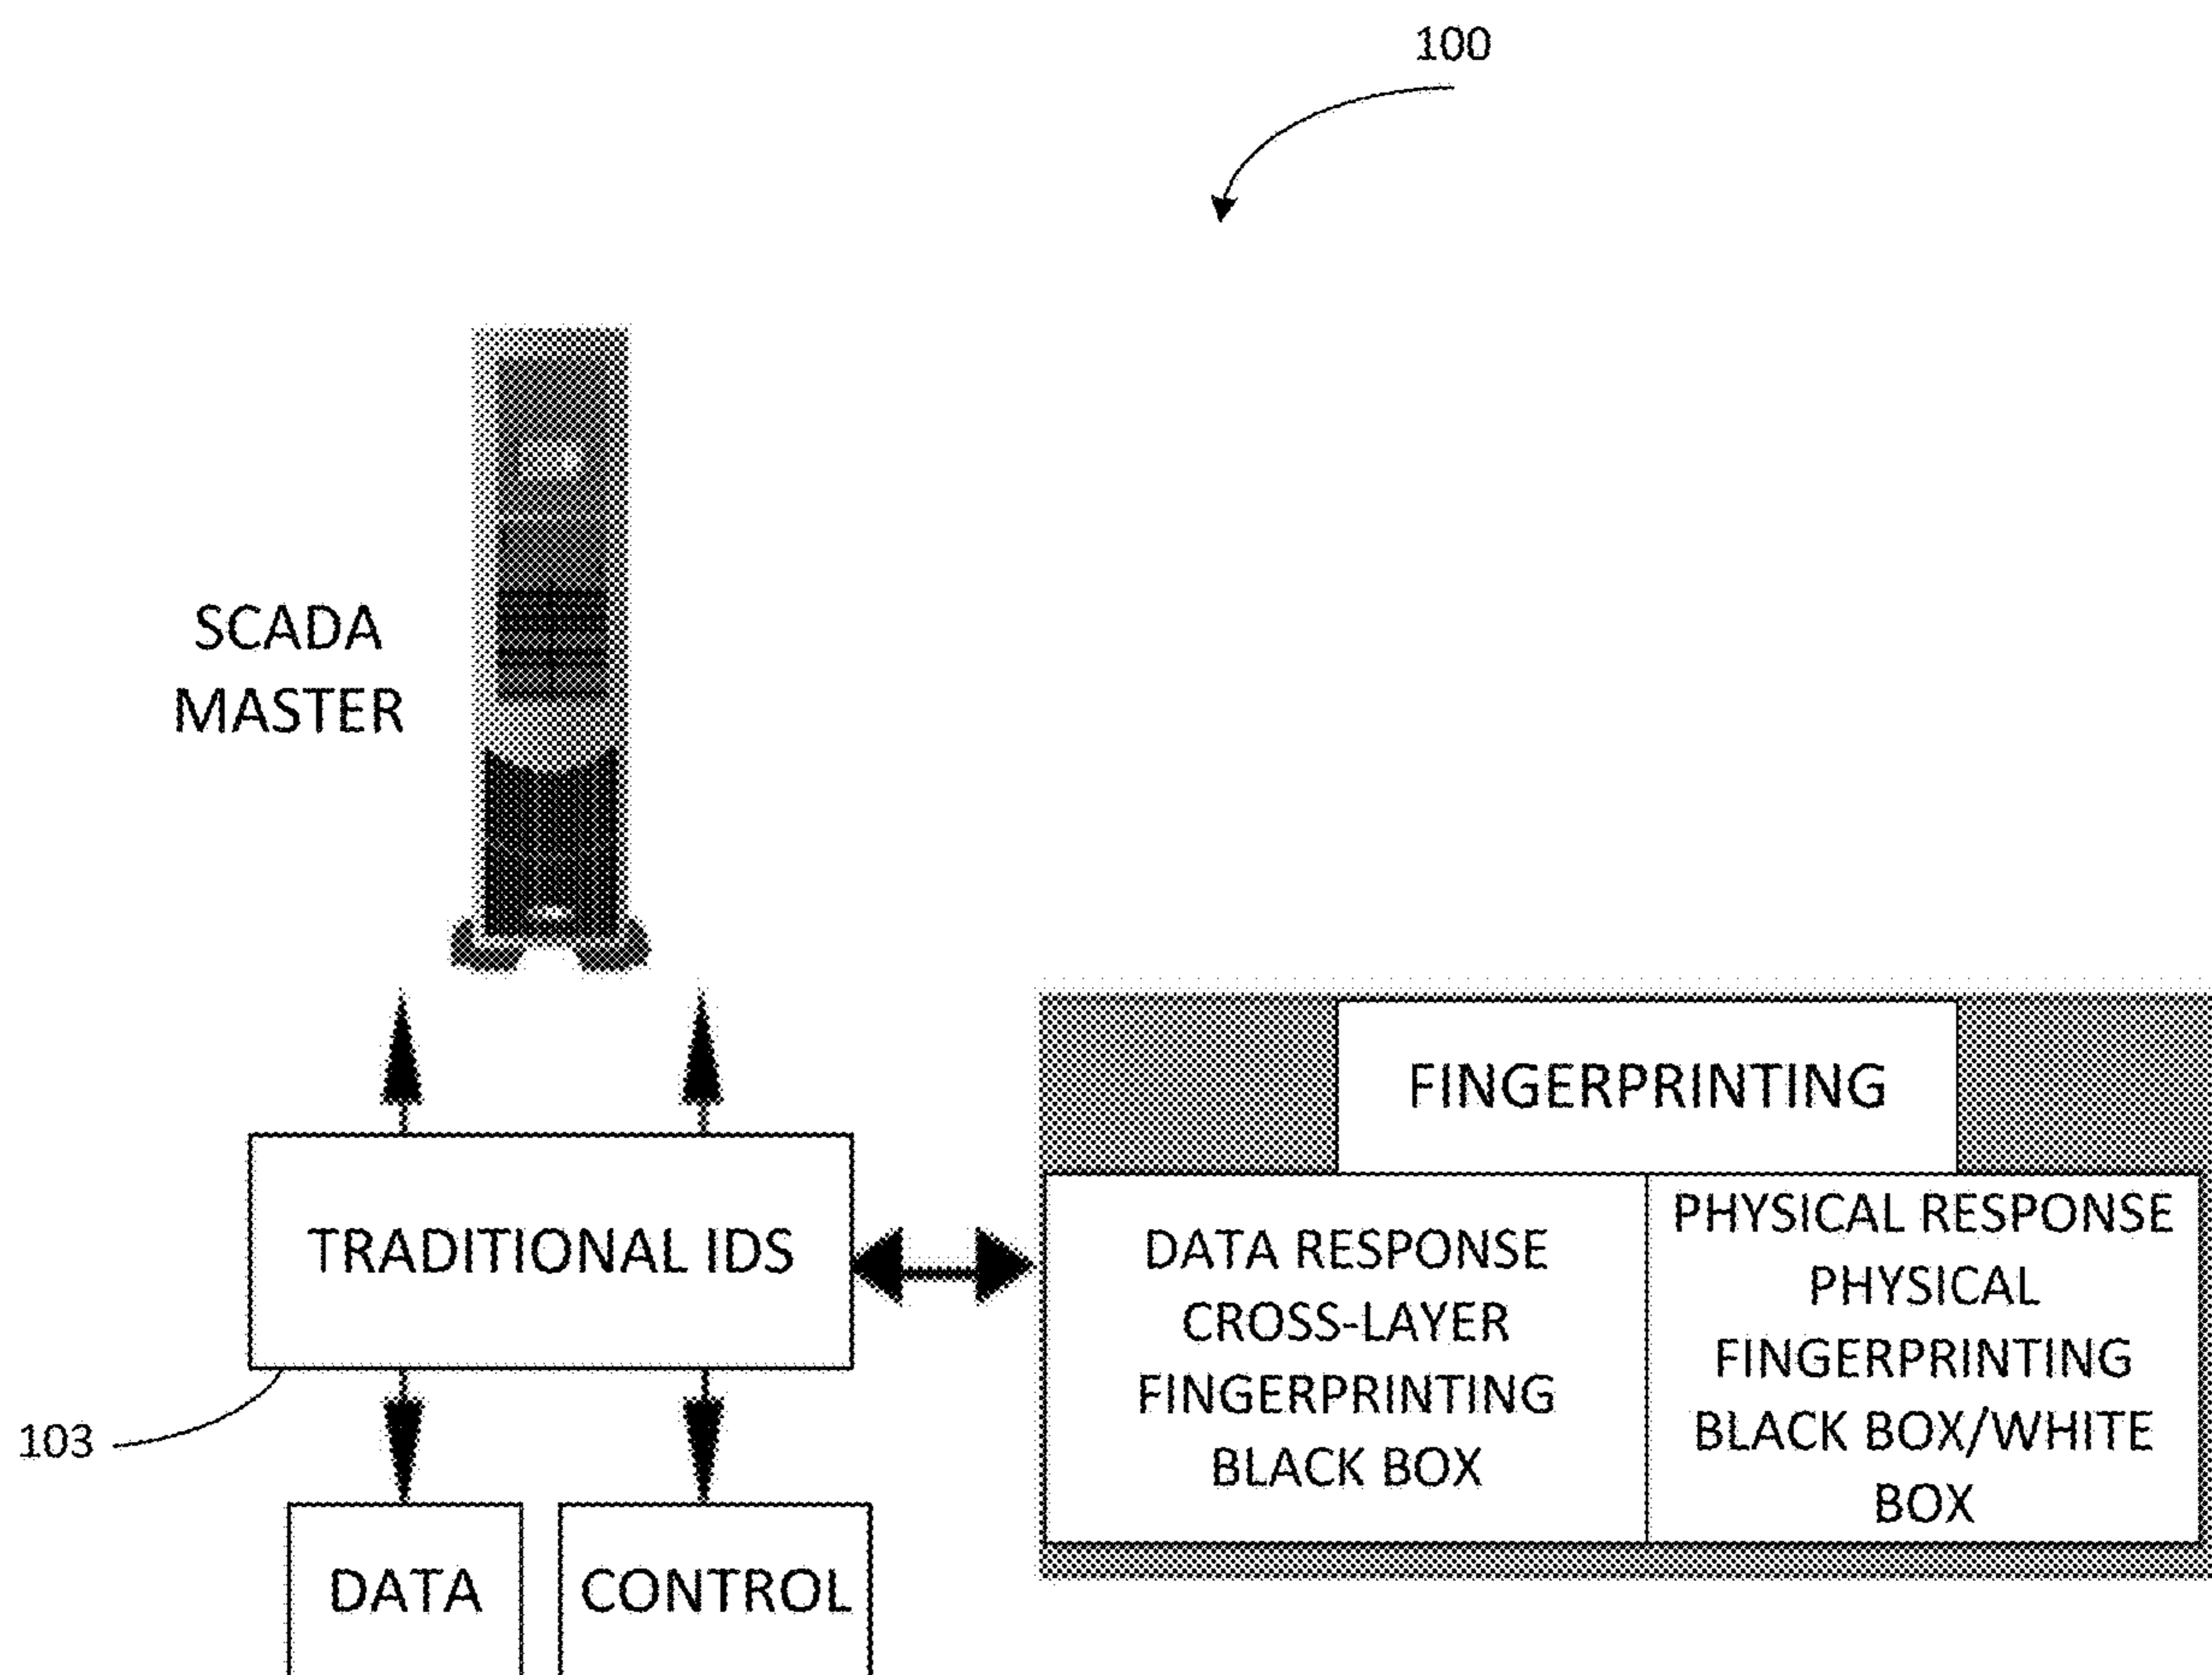 100
SCADA
MASTER
FINGERPRINTING
TRADITIONAL IDS
DATA RESPONSE
CROSS-LAYER
FINGERPRINTING
BLACK BOX
PHYSICAL RESPONSE
PHYSICAL
FINGERPRINTING
BLACK BOX/WHITE
BOX
103
DATA
CONTROL